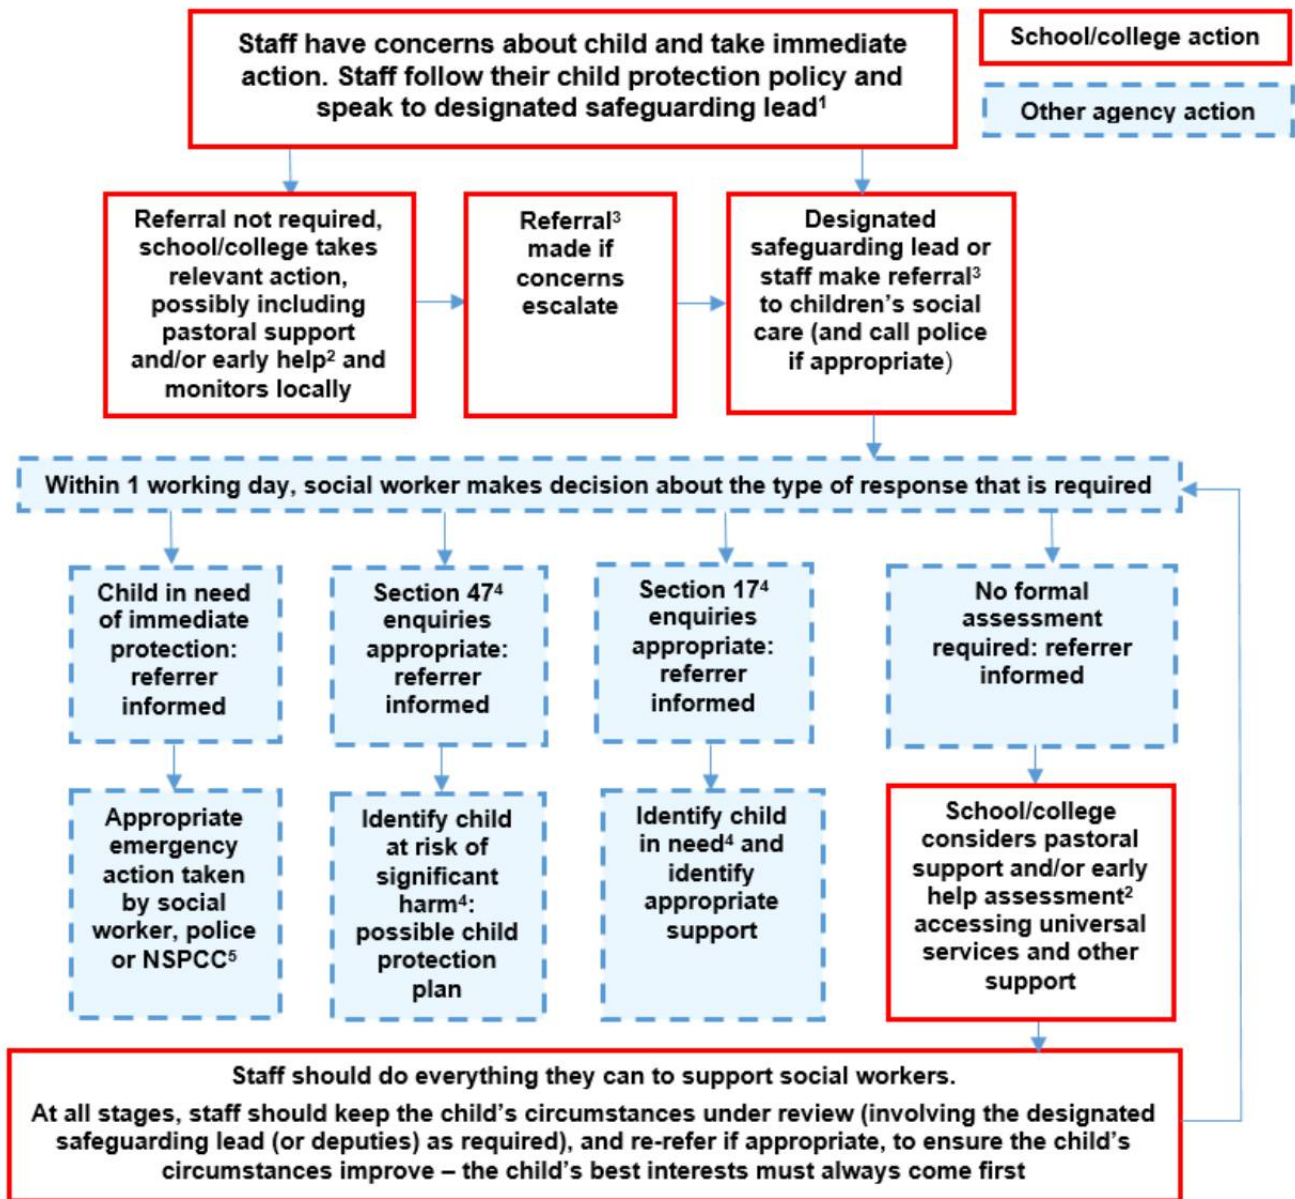 Staff have concerns about child and take immediate
action. Staff follow their child protection policy and
speak to designated safeguarding lead¹
School/college action
Other agency action
Referral not required,
school/college takes
relevant action,
possibly including
pastoral support
and/or early help² and
monitors locally
Referral³
made if
concerns
escalate
Designated
safeguarding lead or
staff make referral³
to children’s social
care (and call police
if appropriate)
Within 1 working day, social worker makes decision about the type of response that is required
Child in need
of immediate
protection:
referrer
informed
Section 47⁴
enquiries
appropriate:
referrer
informed
Section 17⁴
enquiries
appropriate:
referrer
informed
No formal
assessment
required: referrer
informed
Appropriate
emergency
action taken
by social
worker, police
or NSPCC⁵
Identify child
at risk of
significant
harm⁴:
possible child
protection
plan
Identify child
in need⁴ and
identify
appropriate
support
School/college
considers pastoral
support and/or early
help assessment²
accessing universal
services and other
support
Staff should do everything they can to support social workers.
At all stages, staff should keep the child’s circumstances under review (involving the designated
safeguarding lead (or deputies) as required), and re-refer if appropriate, to ensure the child’s
circumstances improve – the child’s best interests must always come first